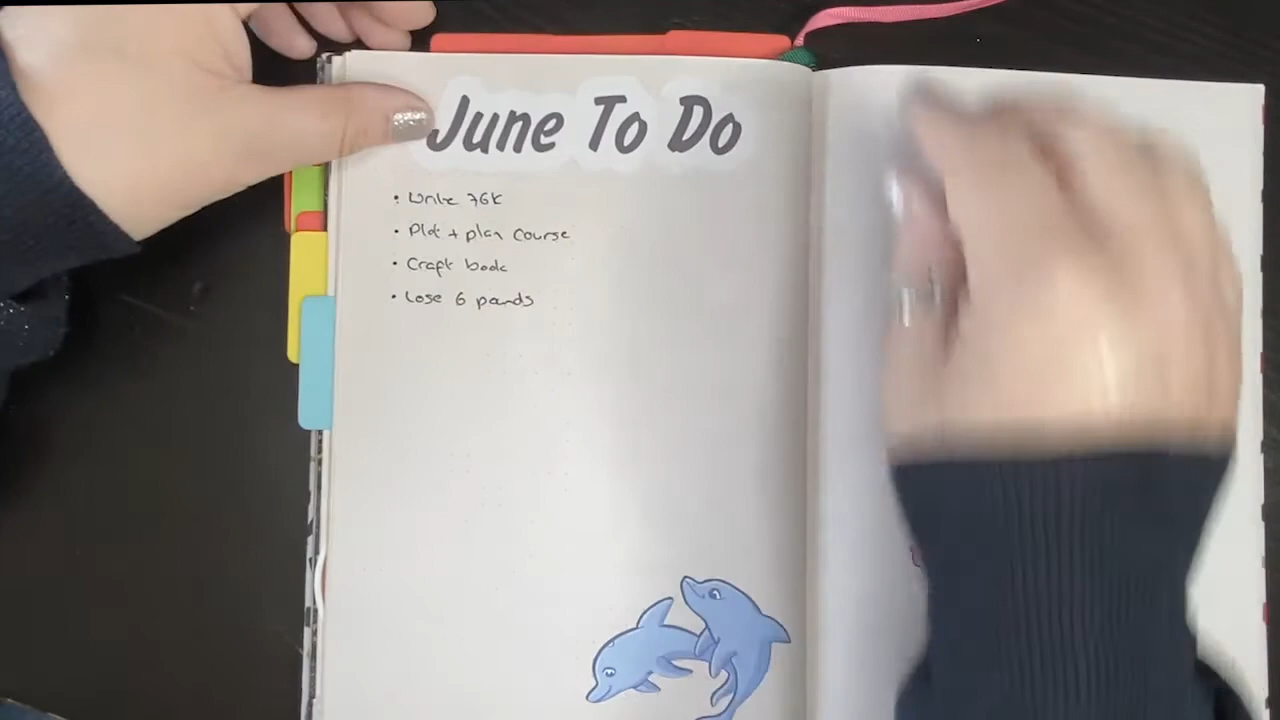 June To Do
• Write 76K
• Plot + plan course
• Craft book
• Lose 6 pounds